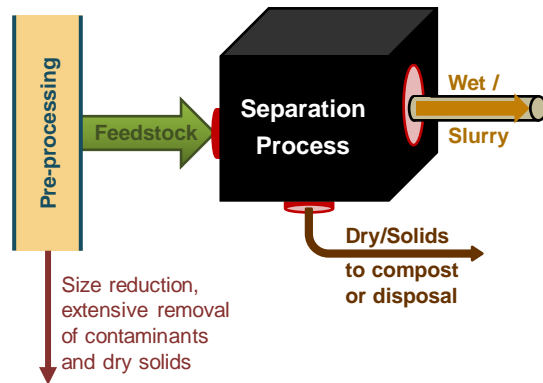 Pre-processing
Feedstock
Separation
Process
Wet /
Slurry
Dry/Solids
to compost
or disposal
Size reduction,
extensive removal
of contaminants
and dry solids